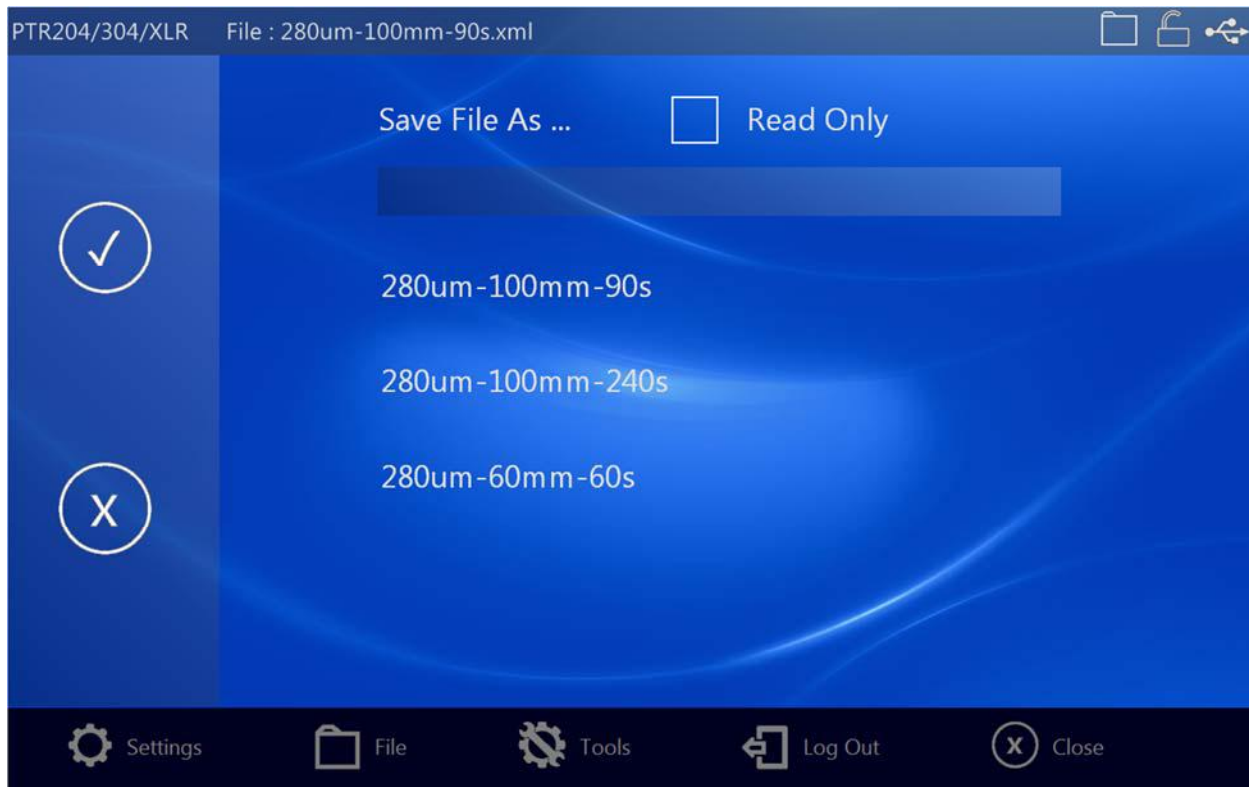 PTR204/304/XLR File : 280um-100mm-90s.xml
Save File As ... Read Only
280um-100mm-90s
280um-100mm-240s
280um-60mm-60s
X
Settings File Tools Log Out X Close